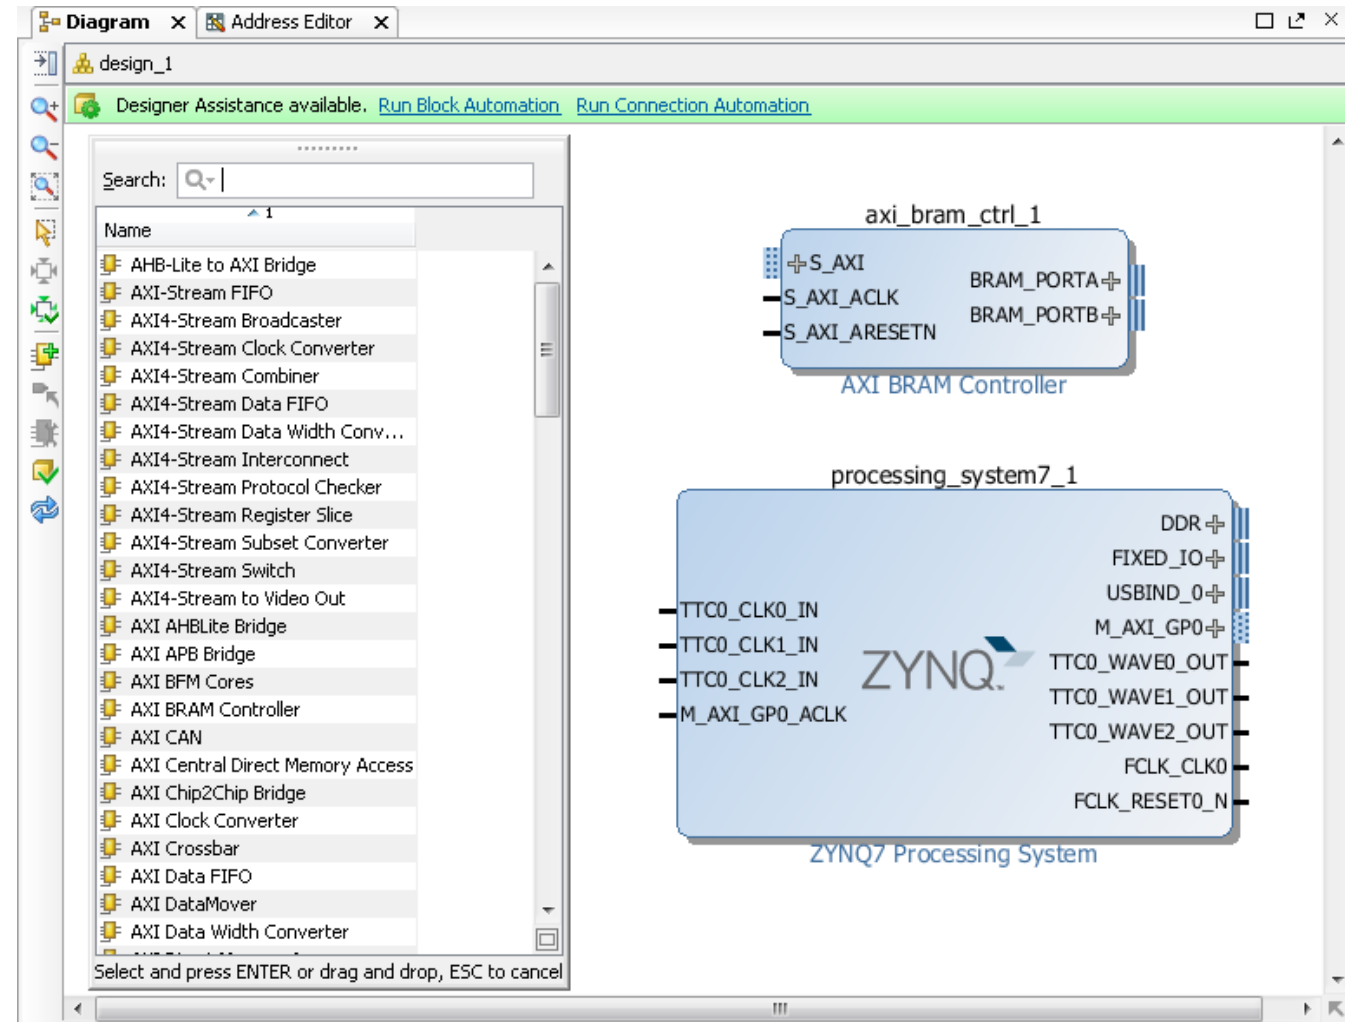 Diagram
Address Editor
design_1
Designer Assistance available. Run Block Automation Run Connection Automation
Search:
1
Name
AHB-Lite to AXI Bridge
AXI-Stream FIFO
AXI4-Stream Broadcaster
AXI4-Stream Clock Converter
AXI4-Stream Combiner
AXI4-Stream Data FIFO
AXI4-Stream Data Width Conv...
AXI4-Stream Interconnect
AXI4-Stream Protocol Checker
AXI4-Stream Register Slice
AXI4-Stream Subset Converter
AXI4-Stream Switch
AXI4-Stream to Video Out
AXI AHBLite Bridge
AXI APB Bridge
AXI BFM Cores
AXI BRAM Controller
AXI CAN
AXI Central Direct Memory Access
AXI Chip2Chip Bridge
AXI Clock Converter
AXI Crossbar
AXI Data FIFO
AXI DataMover
AXI Data Width Converter
Select and press ENTER or drag and drop, ESC to cancel
axi_bram_ctrl_1
S_AXI
S_AXI_ACLK
S_AXI_ARESETN
BRAM_PORTA
BRAM_PORTB
AXI BRAM Controller
processing_system7_1
TTC0_CLK0_IN
TTC0_CLK1_IN
TTC0_CLK2_IN
M_AXI_GP0_ACLK
ZYNQ
DDR
FIXED_IO
USBIND_0
M_AXI_GP0
TTC0_WAVE0_OUT
TTC0_WAVE1_OUT
TTC0_WAVE2_OUT
FCLK_CLK0
FCLK_RESET0_N
ZYNQ7 Processing System